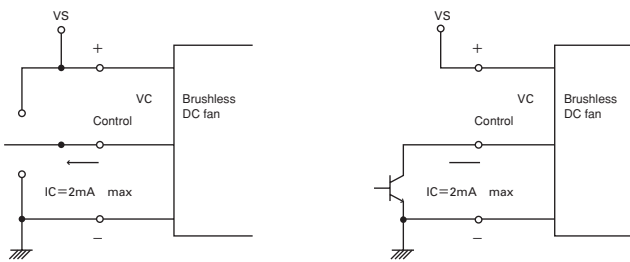 VS
+
VC
Brushless
DC fan
Control
←
IC=2mA max
−
VS
+
VC
Brushless
DC fan
Control
IC=2mA max
−